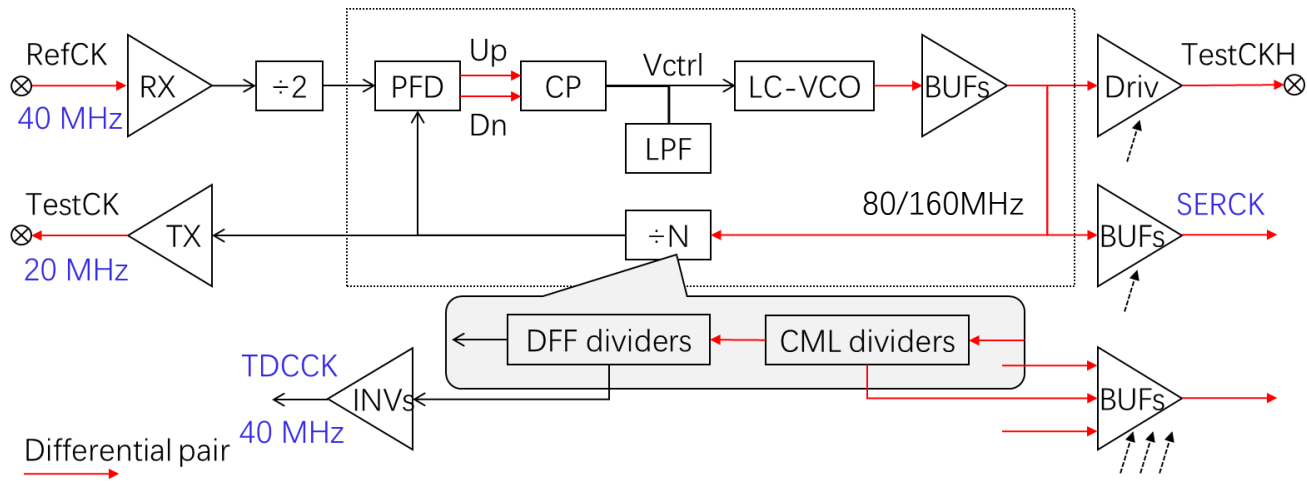 RefCK
RX
40 MHz
÷2
PFD
Up
Dn
CP
Vctrl
LPF
LC-VCO
BUFs
Driv
TestCKH
TestCK
TX
20 MHz
÷N
80/160MHz
BUFs
SERCK
DFF dividers
CML dividers
TDCCK
INVs
40 MHz
BUFs
Differential pair